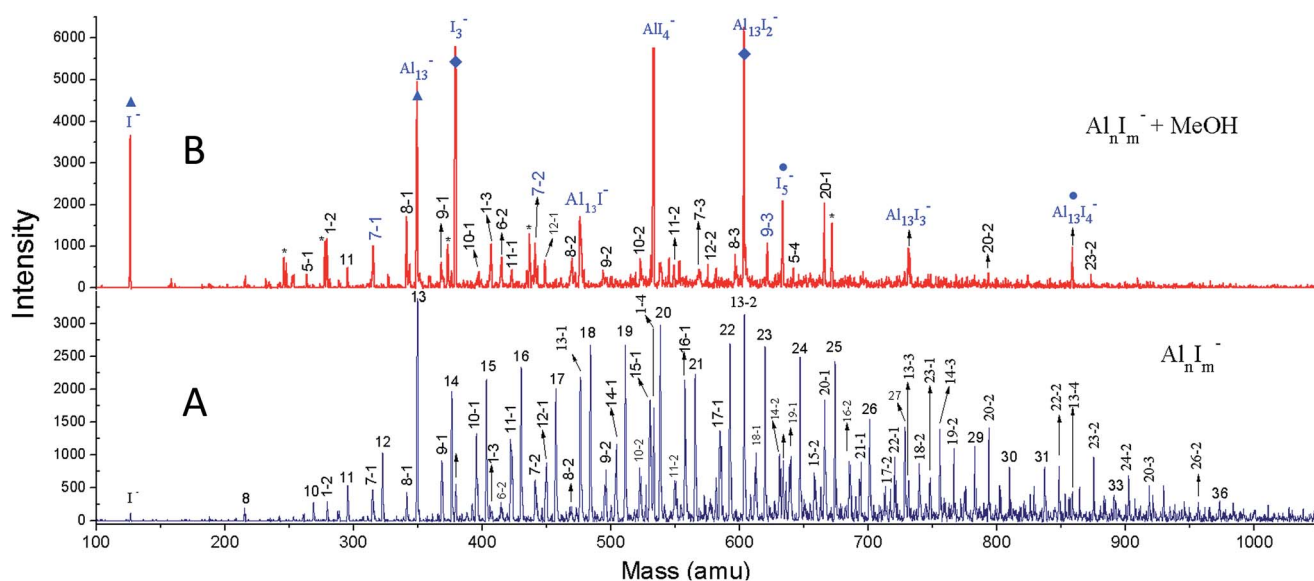 I₃⁻ AlI₄⁻ Al₁₃I₂⁻
6000
Al₁₃⁻
5000
I⁻
4000
B
AlₙIₘ⁻ + MeOH
3000
I₅⁻
Al₁₃I⁻ Al₁₃I₃⁻ Al₁₃I₄⁻
2000
1000
0
* 5-1 * 1-2 11 7-1 8-1 9-1 * 10-1 1-3 6-2 11-1 * 7-2 12-1 8-2 9-2 10-2 11-2 7-3 12-2 8-3 9-3 5-4 20-1 * 20-2 23-2
Intensity
3000
2500
2000
1500
1000
500
0
A
AlₙIₘ⁻
I⁻ 8 10 1-2 11 7-1 12 8-1 13 9-1 14 10-1 15 1-3 6-2 11-1 16 7-2 12-1 17 8-2 13-1 18 9-2 14-1 19 10-2 15-1 1-4 20 11-2 16-1 21 17-1 22 13-2 18-1 23 14-2 19-1 24 15-2 20-1 25 16-2 21-1 26 17-2 22-1 27 13-3 18-2 23-1 14-3 19-2 29 20-2 30 31 22-2 13-4 23-2 33 24-2 20-3 26-2 36
100 200 300 400 500 600 700 800 900 1000
Mass (amu)